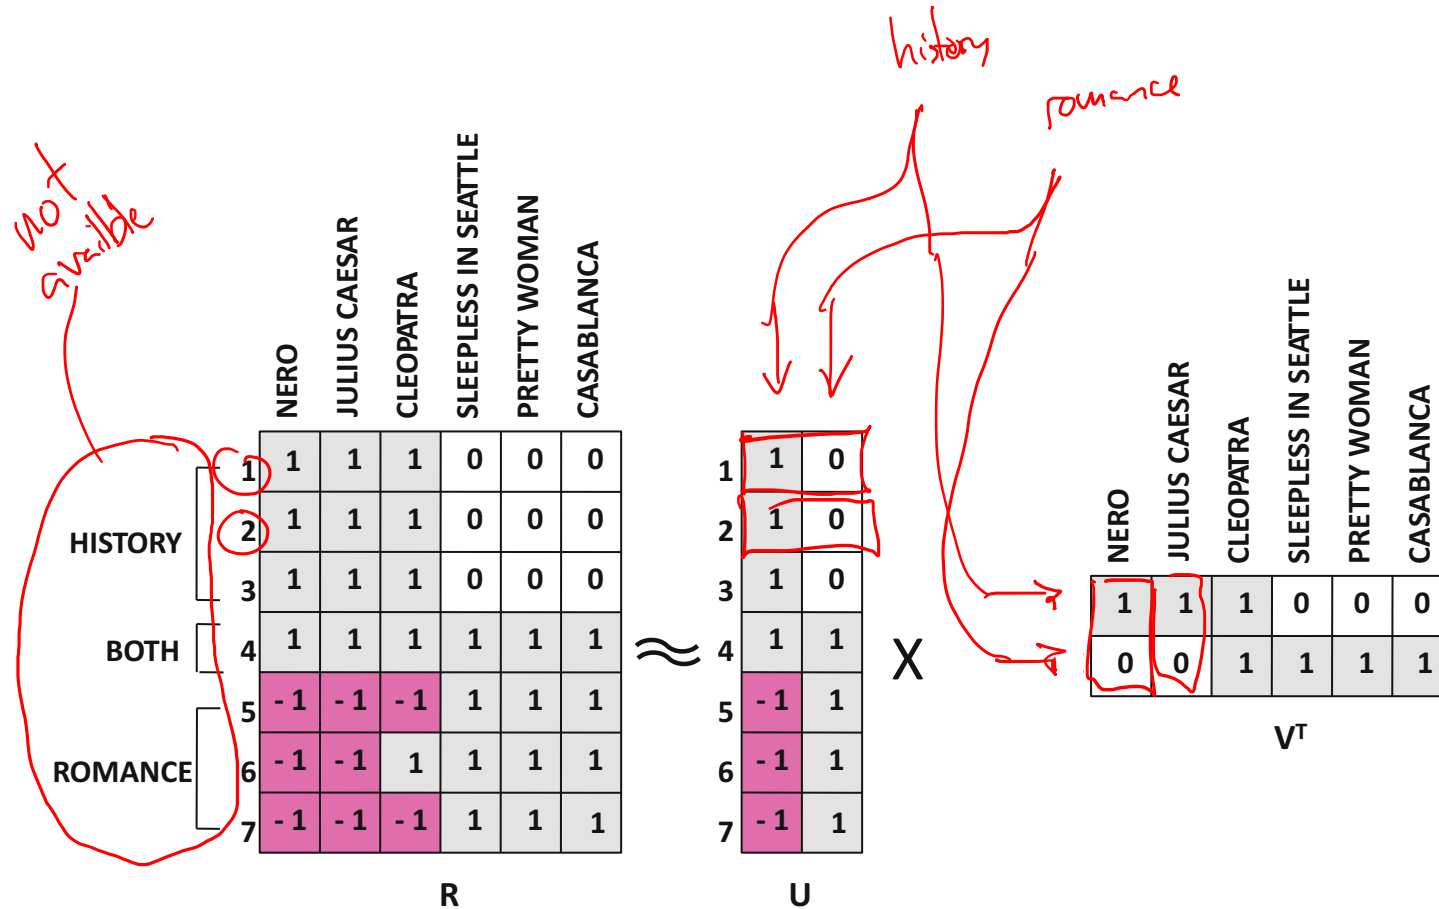 history
romance
not
available
NERO
JULIUS CAESAR
CLEOPATRA
SLEEPLESS IN SEATTLE
PRETTY WOMAN
CASABLANCA
HISTORY
BOTH
ROMANCE
1 1 1 1 0 0 0
2 1 1 1 0 0 0
3 1 1 1 0 0 0
4 1 1 1 1 1 1
5 -1 -1 -1 1 1 1
6 -1 -1 1 1 1 1
7 -1 -1 -1 1 1 1
R
≈
1 1 0
2 1 0
3 1 0
4 1 1
5 -1 1
6 -1 1
7 -1 1
U
X
NERO
JULIUS CAESAR
CLEOPATRA
SLEEPLESS IN SEATTLE
PRETTY WOMAN
CASABLANCA
1 1 1 0 0 0
0 0 1 1 1 1
Vᵀ